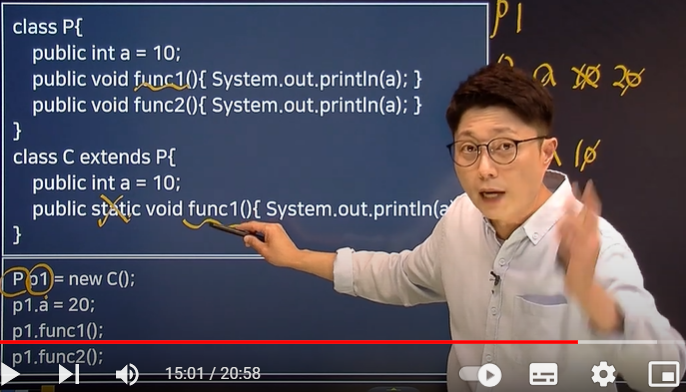 class P{
public int a = 10;
public void func1(){ System.out.println(a); }
public void func2(){ System.out.println(a); }
}
class C extends P{
public int a = 10;
public static void func1(){ System.out.println(a
}
P p1 = new C();
p1.a = 20;
p1.func1();
p1.func2();
p1
a 10 20
10
15:01 / 20:58